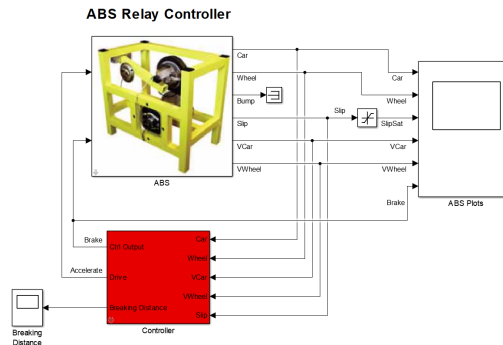 ABS Relay Controller
Car
Wheel
Bump
Slip
VCar
VWheel
ABS
Slip
Car
Wheel
SlipSat
VCar
VWheel
Brake
ABS Plots
Brake
Accelerate
Ctrl Output
Drive
Breaking Distance
Car
Wheel
VCar
VWheel
Slip
Controller
Breaking
Distance